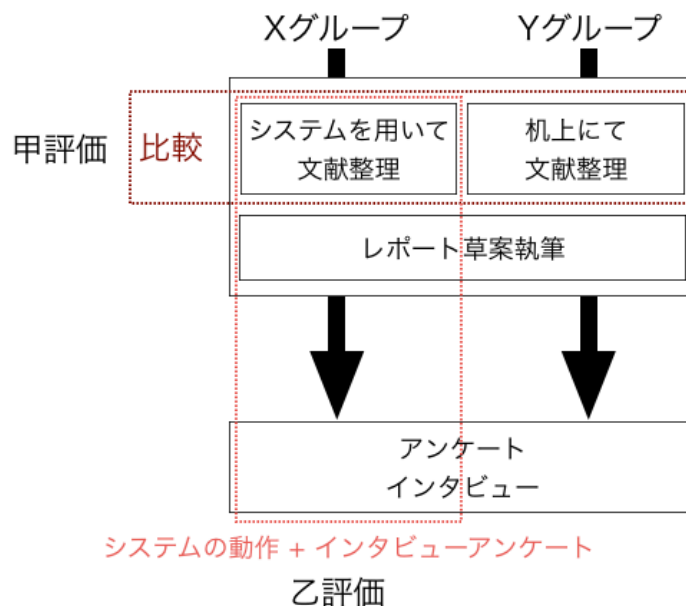 Xグループ
Yグループ
甲評価
比較
システムを用いて
文献整理
机上にて
文献整理
レポート草案執筆
アンケート
インタビュー
システムの動作 + インタビューアンケート
乙評価